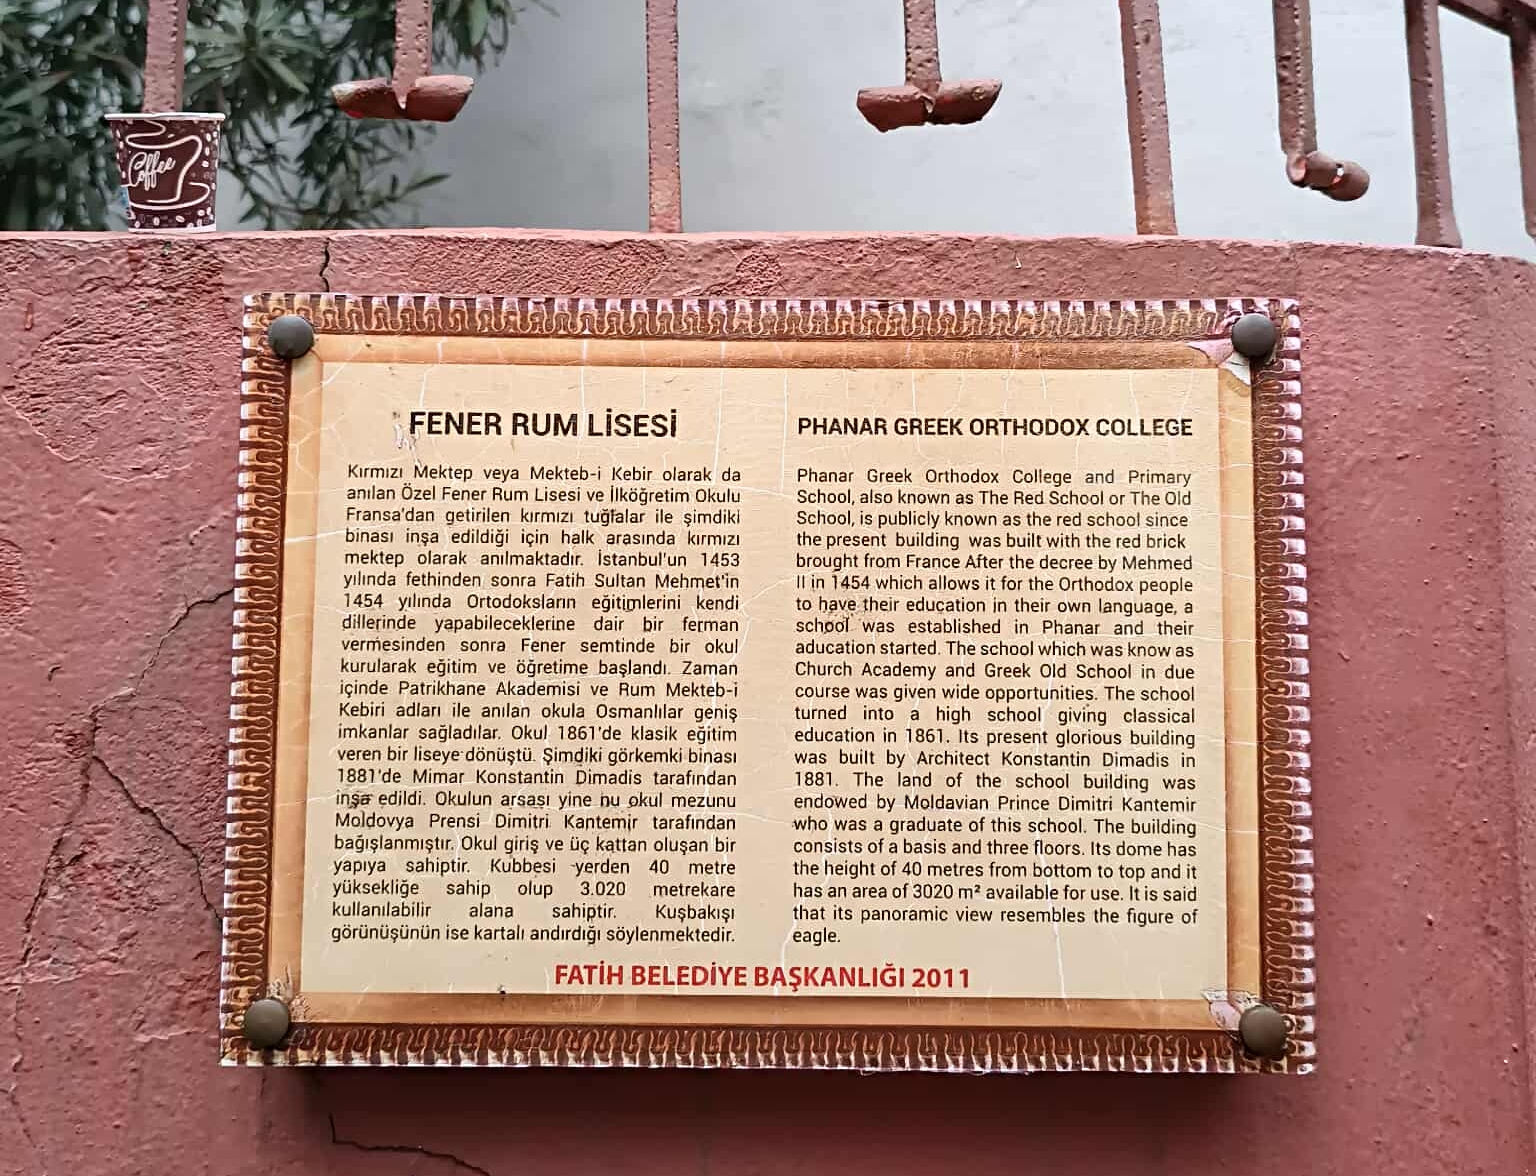 Coffee
FENER RUM LİSESİ
Kırmızı Mektep veya Mekteb-i Kebir olarak da
anılan Özel Fener Rum Lisesi ve İlköğretim Okulu
Fransa'dan getirilen kırmızı tuğlalar ile şimdiki
binası inşa edildiği için halk arasında kırmızı
mektep olarak anılmaktadır. İstanbul'un 1453
yılında fethinden sonra Fatih Sultan Mehmet'in
1454 yılında Ortodoksların eğitimlerini kendi
dillerinde yapabileceklerine dair bir ferman
vermesinden sonra Fener semtinde bir okul
kurularak eğitim ve öğretime başlandı. Zaman
içinde Patrikhane Akademisi ve Rum Mekteb-i
Kebiri adları ile anılan okula Osmanlılar geniş
imkanlar sağladılar. Okul 1861'de klasik eğitim
veren bir liseye dönüştü. Şimdiki görkemki binası
1881'de Mimar Konstantin Dimadis tarafından
inşa edildi. Okulun arsası yine bu okul mezunu
Moldovya Prensi Dimitri Kantemir tarafından
bağışlanmıştır. Okul giriş ve üç kattan oluşan bir
yapıya sahiptir. Kubbesi yerden 40 metre
yüksekliğe sahip olup 3.020 metrekare
kullanılabilir alana sahiptir. Kuşbakışı
görünüşünün ise kartalı andırdığı söylenmektedir.
PHANAR GREEK ORTHODOX COLLEGE
Phanar Greek Orthodox College and Primary
School, also known as The Red School or The Old
School, is publicly known as the red school since
the present building was built with the red brick
brought from France After the decree by Mehmed
II in 1454 which allows it for the Orthodox people
to have their education in their own language, a
school was established in Phanar and their
aducation started. The school which was know as
Church Academy and Greek Old School in due
course was given wide opportunities. The school
turned into a high school giving classical
education in 1861. Its present glorious building
was built by Architect Konstantin Dimadis in
1881. The land of the school building was
endowed by Moldavian Prince Dimitri Kantemir
who was a graduate of this school. The building
consists of a basis and three floors. Its dome has
the height of 40 metres from bottom to top and it
has an area of 3020 m² available for use. It is said
that its panoramic view resembles the figure of
eagle.
FATİH BELEDİYE BAŞKANLIĞI 2011